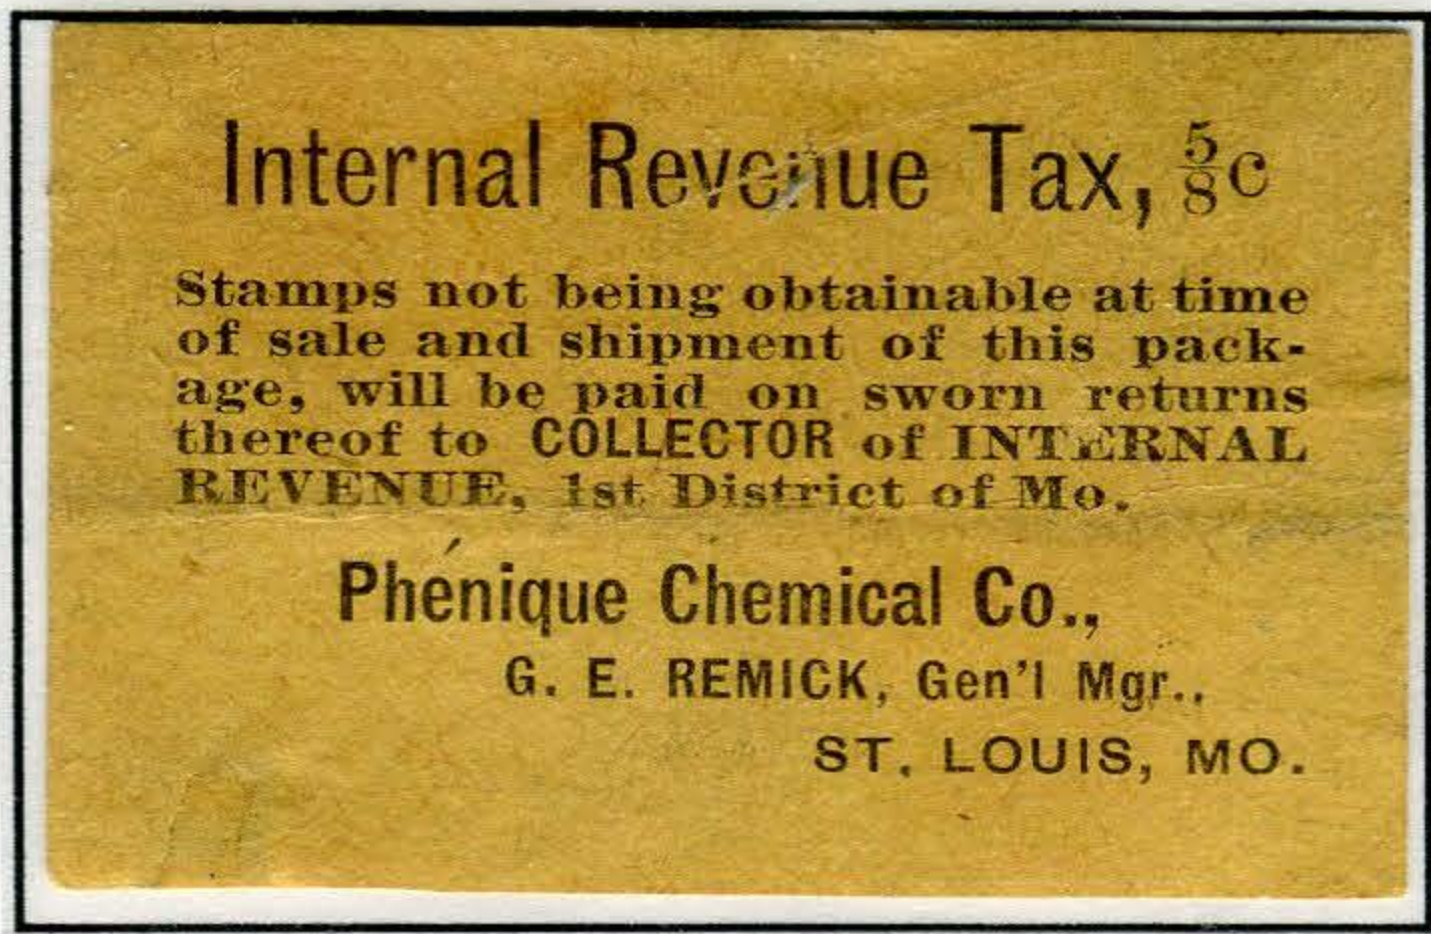 Internal Revenue Tax, ⅝c
Stamps not being obtainable at time
of sale and shipment of this pack-
age, will be paid on sworn returns
thereof to COLLECTOR of INTERNAL
REVENUE, 1st District of Mo.
Phénique Chemical Co.,
G. E. REMICK, Gen'l Mgr..
ST. LOUIS, MO.